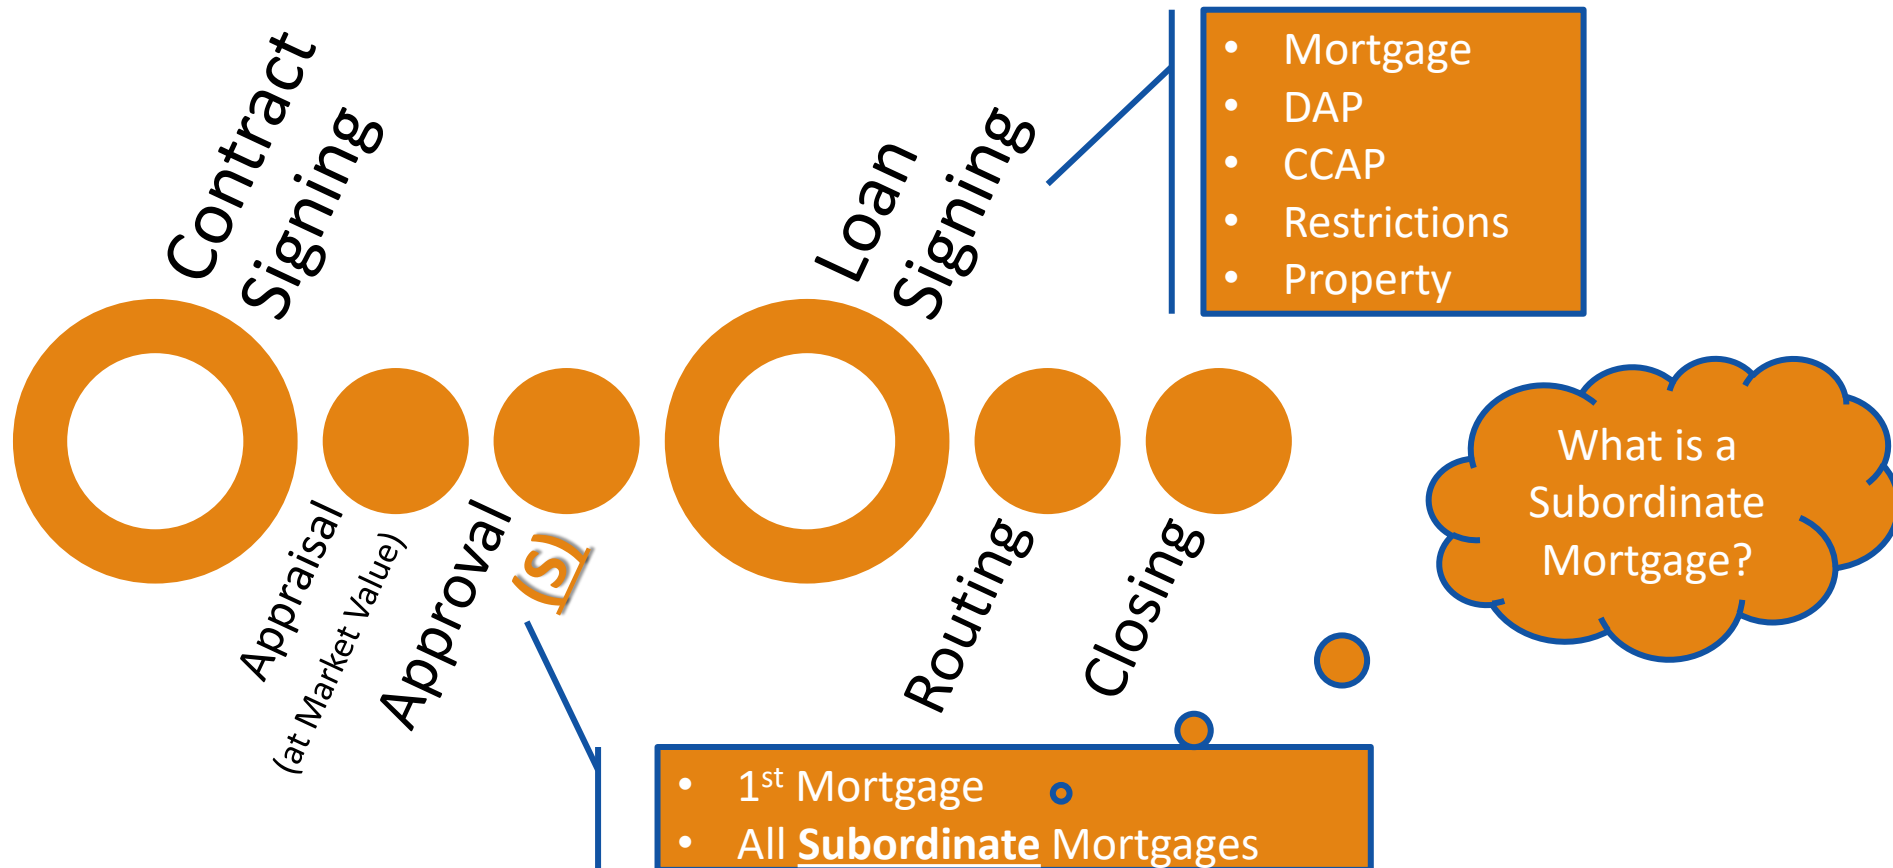 Contract
Signing
Appraisal
(at Market Value)
Approval
(s)
Loan
Signing
• Mortgage
• DAP
• CCAP
• Restrictions
• Property
Routing
Closing
• 1st Mortgage
• All Subordinate Mortgages
What is a
Subordinate
Mortgage?